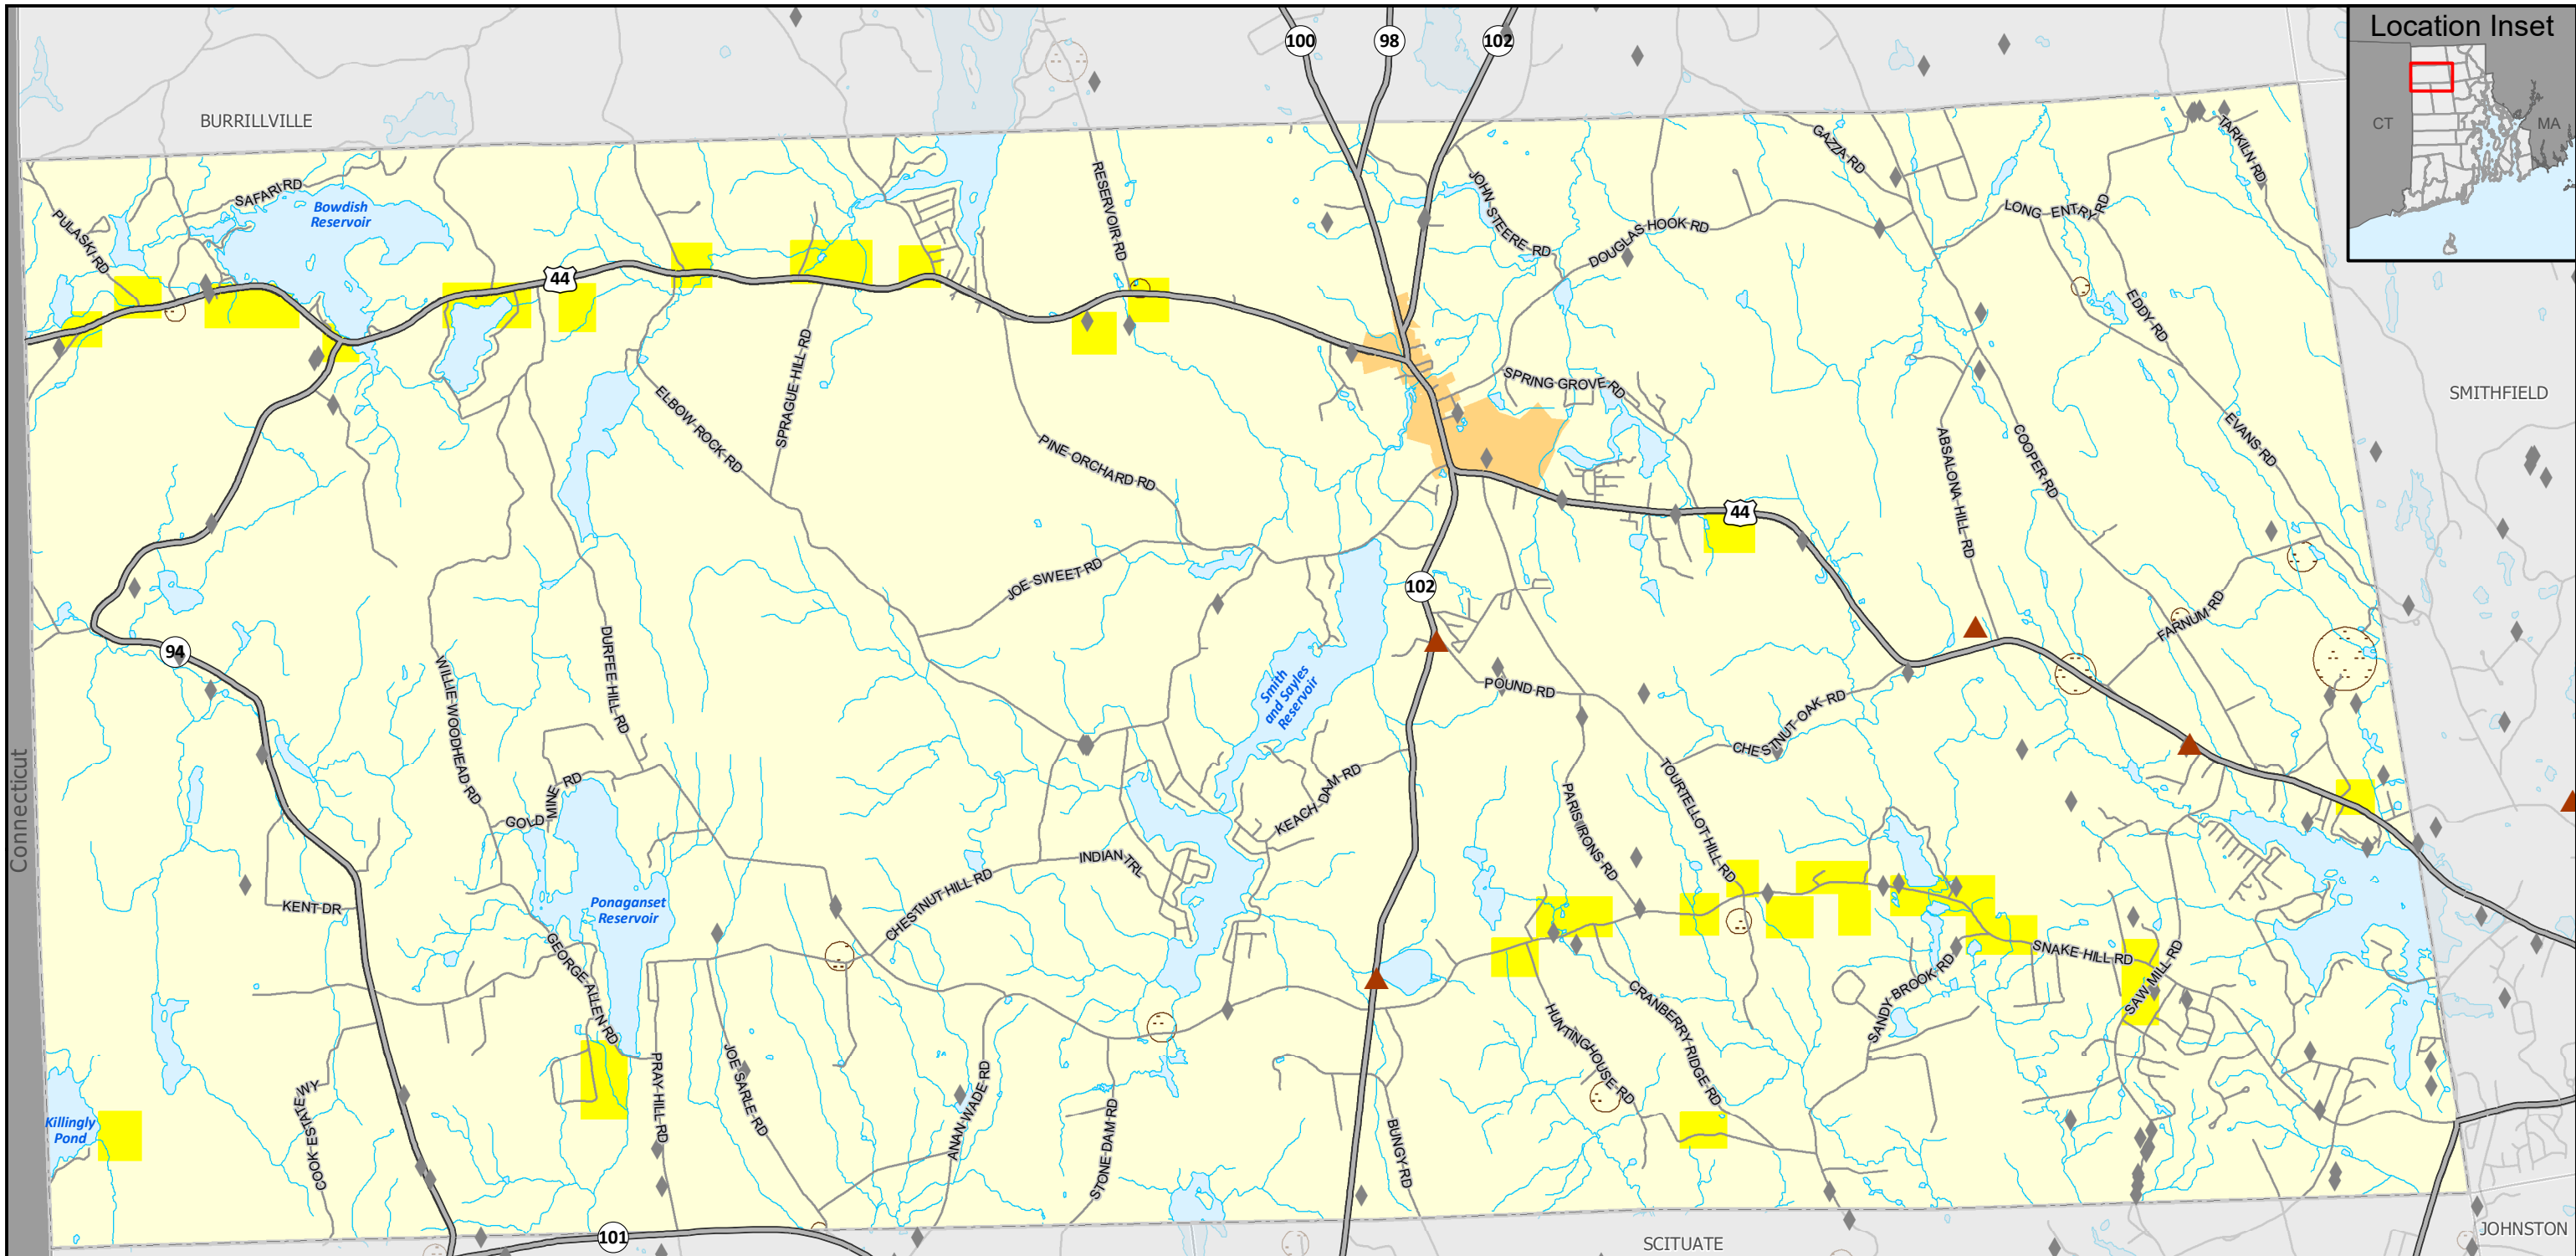 Location Inset
CT
MA
100
98
102
BURRILLVILLE
SMITHFIELD
Connecticut
SCITUATE
JOHNSTON
SAFARI RD
PULASKI RD
Bowdish
Reservoir
44
RESERVOIR RD
JOHN STEERE RD
DOUGLAS HOOK RD
GAZZA RD
TARKILN RD
LONG ENTRY RD
EDDY RD
EVANS RD
SPRING GROVE RD
ELBOW ROCK RD
SPRAGUE HILL RD
PINE ORCHARD RD
ABSALONA HILL RD
COOPER RD
44
JOE SWEET RD
102
FARNUM RD
94
WILLIE WOODHEAD RD
DURFEE HILL RD
Smith
and Sayles
Reservoir
POUND RD
CHESTNUT OAK RD
TOURTELLOT HILL RD
PARIS IRONS RD
KEACH DAM RD
GOLD MINE RD
INDIAN TRL
CHESTNUT HILL RD
KENT DR
Ponaganset
Reservoir
GEORGE ALLEN RD
SNAKE HILL RD
SAW MILL RD
SANDY BROOK RD
CRANBERRY RIDGE RD
HUNTINGHOUSE RD
Killingly
Pond
COOK ESTATE WY
PRAY HILL RD
JOE SARLE RD
ANAN WADE RD
STONE DAM RD
BUNGY RD
101